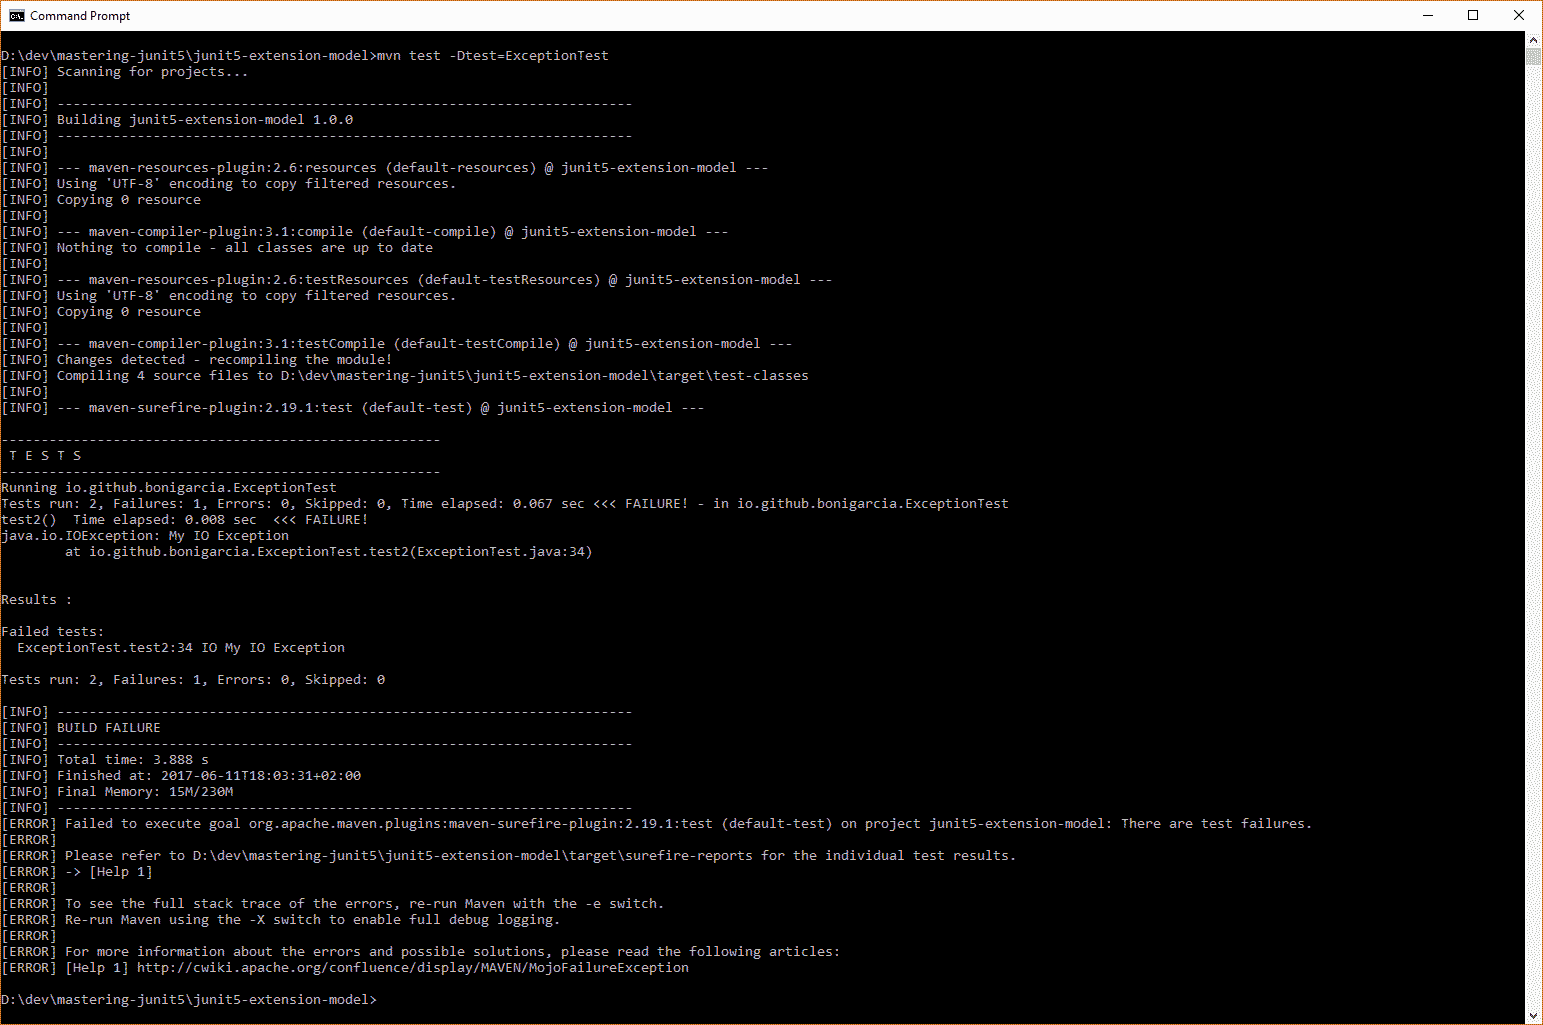 Command Prompt
D:\dev\mastering-junit5\junit5-extension-model>mvn test -Dtest=ExceptionTest
[INFO] Scanning for projects...
[INFO]
[INFO] ------------------------------------------------------------------------
[INFO] Building junit5-extension-model 1.0.0
[INFO] ------------------------------------------------------------------------
[INFO]
[INFO] --- maven-resources-plugin:2.6:resources (default-resources) @ junit5-extension-model ---
[INFO] Using 'UTF-8' encoding to copy filtered resources.
[INFO] Copying 0 resource
[INFO]
[INFO] --- maven-compiler-plugin:3.1:compile (default-compile) @ junit5-extension-model ---
[INFO] Nothing to compile - all classes are up to date
[INFO]
[INFO] --- maven-resources-plugin:2.6:testResources (default-testResources) @ junit5-extension-model ---
[INFO] Using 'UTF-8' encoding to copy filtered resources.
[INFO] Copying 0 resource
[INFO]
[INFO] --- maven-compiler-plugin:3.1:testCompile (default-testCompile) @ junit5-extension-model ---
[INFO] Changes detected - recompiling the module!
[INFO] Compiling 4 source files to D:\dev\mastering-junit5\junit5-extension-model\target\test-classes
[INFO]
[INFO] --- maven-surefire-plugin:2.19.1:test (default-test) @ junit5-extension-model ---
-------------------------------------------------------
T E S T S
-------------------------------------------------------
Running io.github.bonigarcia.ExceptionTest
Tests run: 2, Failures: 1, Errors: 0, Skipped: 0, Time elapsed: 0.067 sec <<< FAILURE! - in io.github.bonigarcia.ExceptionTest
test2()  Time elapsed: 0.008 sec  <<< FAILURE!
java.io.IOException: My IO Exception
at io.github.bonigarcia.ExceptionTest.test2(ExceptionTest.java:34)
Results :
Failed tests:
ExceptionTest.test2:34 IO My IO Exception
Tests run: 2, Failures: 1, Errors: 0, Skipped: 0
[INFO] ------------------------------------------------------------------------
[INFO] BUILD FAILURE
[INFO] ------------------------------------------------------------------------
[INFO] Total time: 3.888 s
[INFO] Finished at: 2017-06-11T18:03:31+02:00
[INFO] Final Memory: 15M/230M
[INFO] ------------------------------------------------------------------------
[ERROR] Failed to execute goal org.apache.maven.plugins:maven-surefire-plugin:2.19.1:test (default-test) on project junit5-extension-model: There are test failures.
[ERROR]
[ERROR] Please refer to D:\dev\mastering-junit5\junit5-extension-model\target\surefire-reports for the individual test results.
[ERROR] -> [Help 1]
[ERROR]
[ERROR] To see the full stack trace of the errors, re-run Maven with the -e switch.
[ERROR] Re-run Maven using the -X switch to enable full debug logging.
[ERROR]
[ERROR] For more information about the errors and possible solutions, please read the following articles:
[ERROR] [Help 1] http://cwiki.apache.org/confluence/display/MAVEN/MojoFailureException
D:\dev\mastering-junit5\junit5-extension-model>